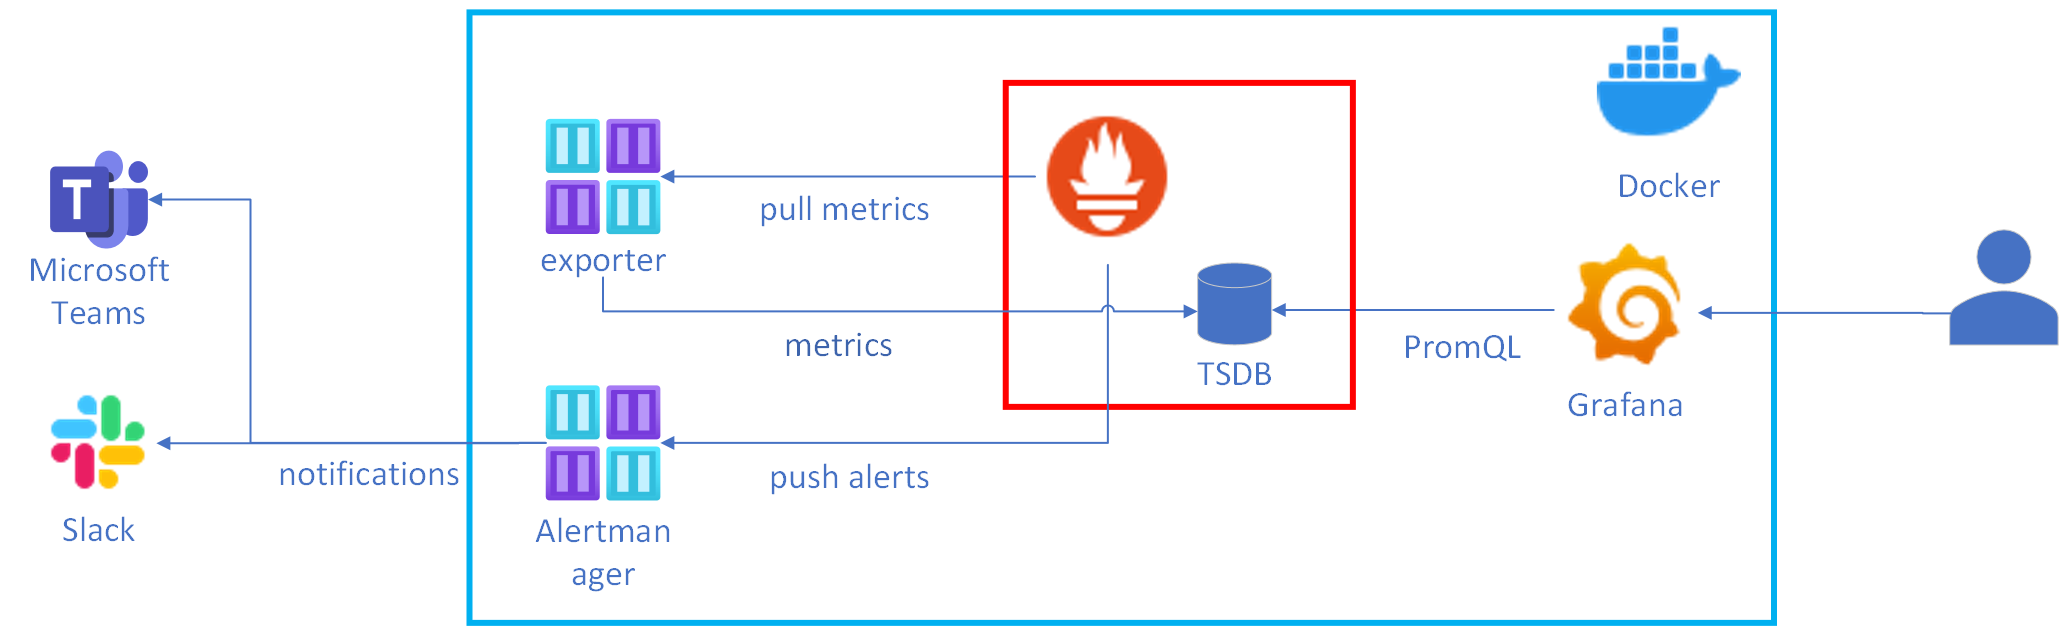 Docker
pull metrics
exporter
Microsoft
Teams
T
metrics
PromQL
TSDB
Grafana
notifications
push alerts
Slack
Alertman
ager